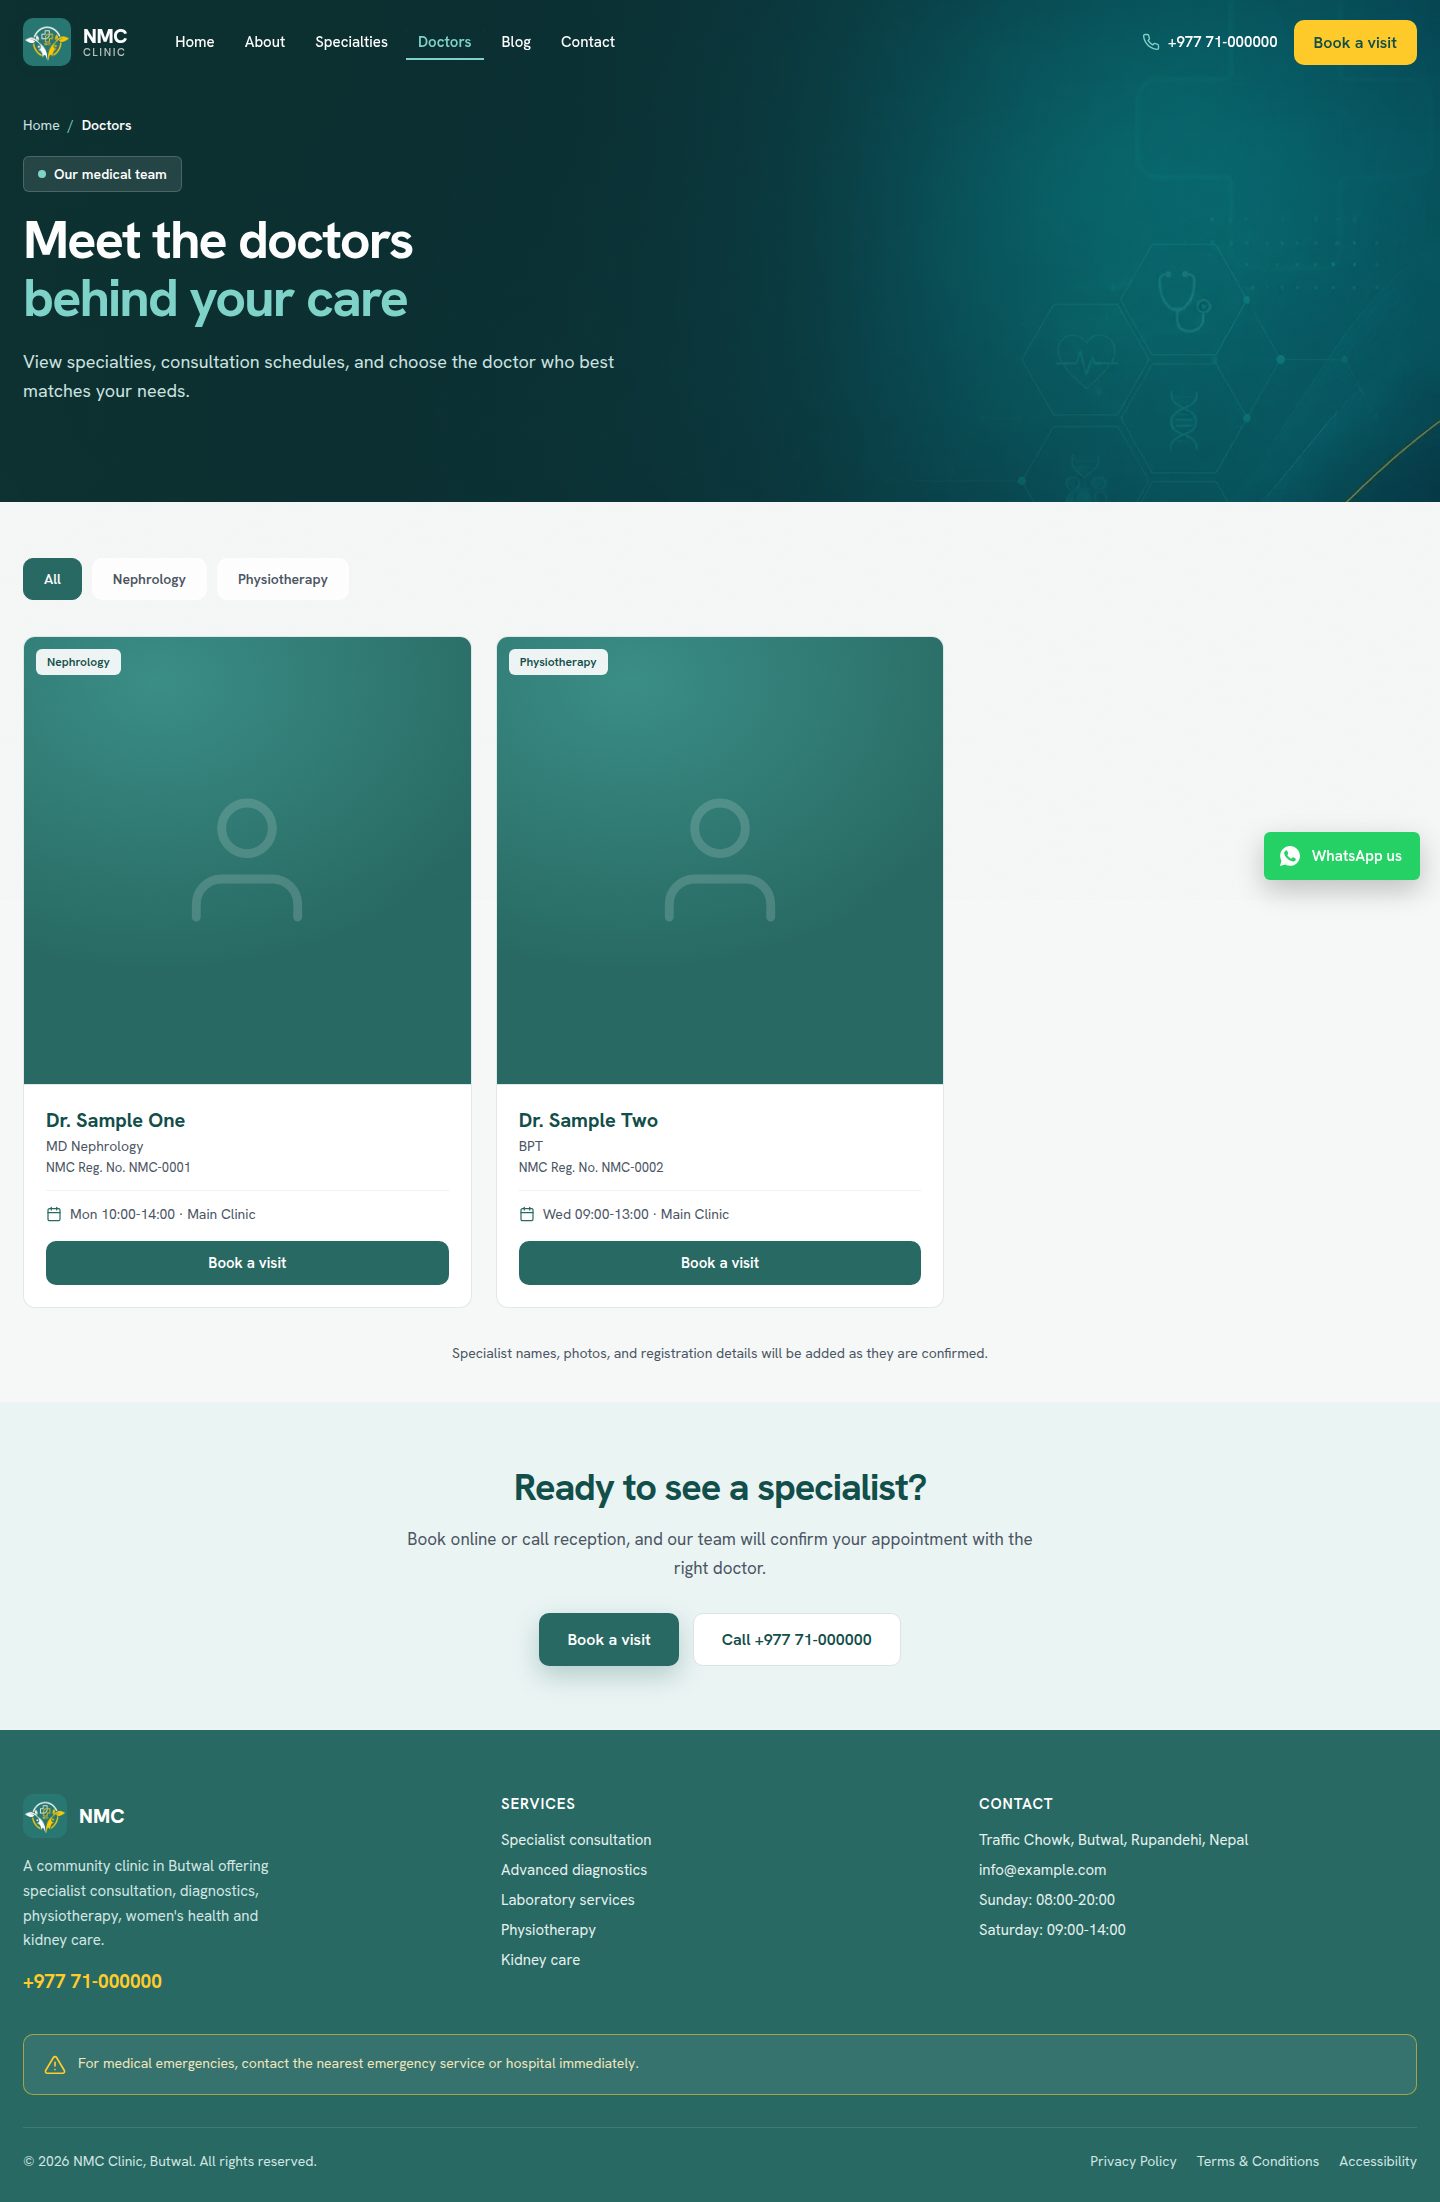 NMC
CLINIC
Home
About
Specialties
Doctors
Blog
Contact
+977 71-000000
Book a visit
Home / Doctors
Our medical team
Meet the doctors
behind your care
View specialties, consultation schedules, and choose the doctor who best
matches your needs.
All
Nephrology
Physiotherapy
Nephrology
Dr. Sample One
MD Nephrology
NMC Reg. No. NMC-0001
Mon 10:00-14:00 · Main Clinic
Book a visit
Physiotherapy
Dr. Sample Two
BPT
NMC Reg. No. NMC-0002
Wed 09:00-13:00 · Main Clinic
Book a visit
WhatsApp us
Specialist names, photos, and registration details will be added as they are confirmed.
Ready to see a specialist?
Book online or call reception, and our team will confirm your appointment with the
right doctor.
Book a visit
Call +977 71-000000
NMC
A community clinic in Butwal offering
specialist consultation, diagnostics,
physiotherapy, women's health and
kidney care.
+977 71-000000
SERVICES
Specialist consultation
Advanced diagnostics
Laboratory services
Physiotherapy
Kidney care
CONTACT
Traffic Chowk, Butwal, Rupandehi, Nepal
info@example.com
Sunday: 08:00-20:00
Saturday: 09:00-14:00
For medical emergencies, contact the nearest emergency service or hospital immediately.
© 2026 NMC Clinic, Butwal. All rights reserved.
Privacy Policy
Terms & Conditions
Accessibility